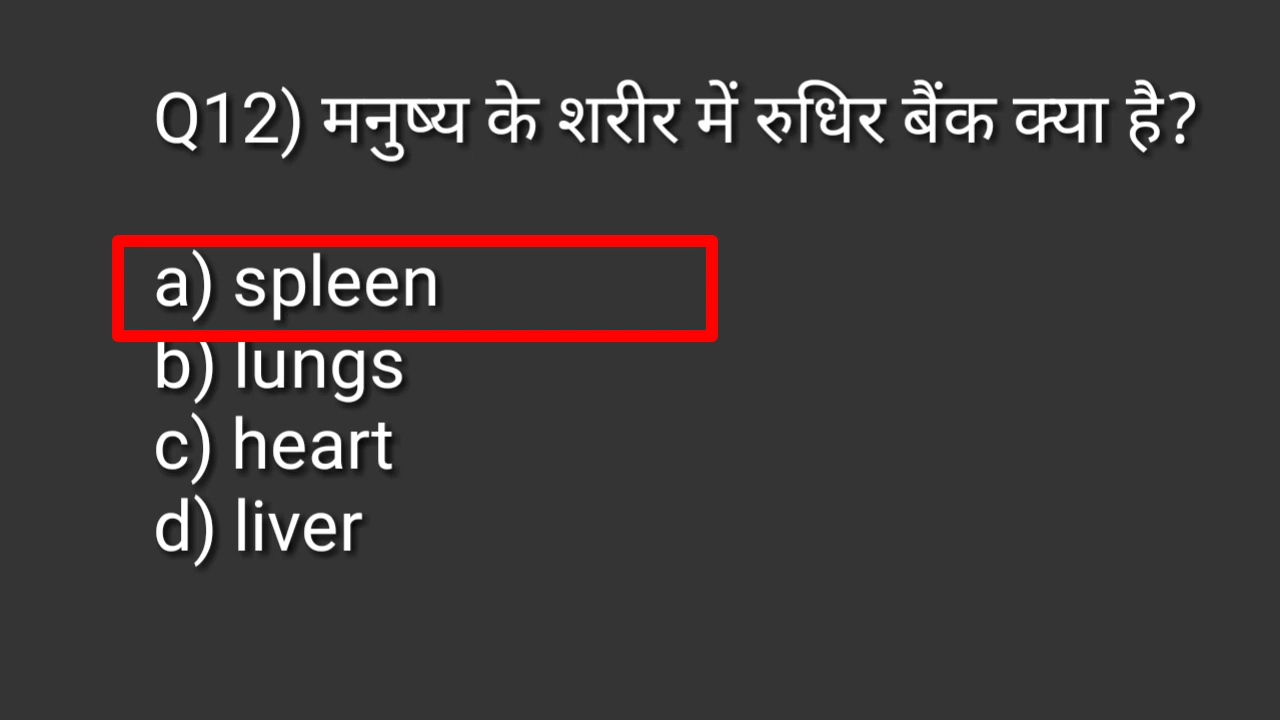 Q12) मनुष्य के शरीर में रुधिर बैंक क्या है?
a) spleen
b) lungs
c) heart
d) liver